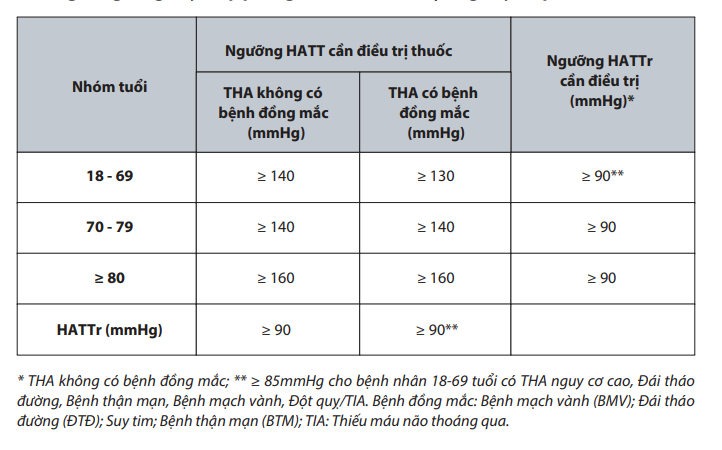 Nhóm tuổi
Ngưỡng HATT cần điều trị thuốc
THA không có
bệnh đồng mắc
(mmHg)
THA có bệnh
đồng mắc
(mmHg)
Ngưỡng HATTr
cần điều trị
(mmHg)*
18 - 69
≥ 140
≥ 130
≥ 90**
70 - 79
≥ 140
≥ 140
≥ 90
≥ 80
≥ 160
≥ 160
≥ 90
HATTr (mmHg)
≥ 90
≥ 90**
* THA không có bệnh đồng mắc; ** ≥ 85mmHg cho bệnh nhân 18-69 tuổi có THA nguy cơ cao, Đái tháo
đường, Bệnh thận mạn, Bệnh mạch vành, Đột quỵ/TIA. Bệnh đồng mắc: Bệnh mạch vành (BMV); Đái tháo
đường (ĐTĐ); Suy tim; Bệnh thận mạn (BTM); TIA: Thiếu máu não thoáng qua.